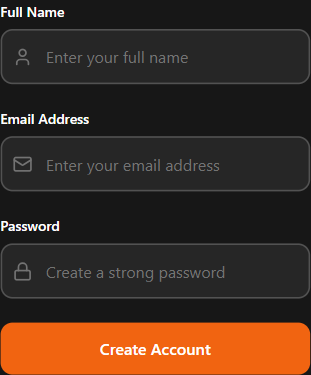 Full Name
Enter your full name
Email Address
Enter your email address
Password
Create a strong password
Create Account